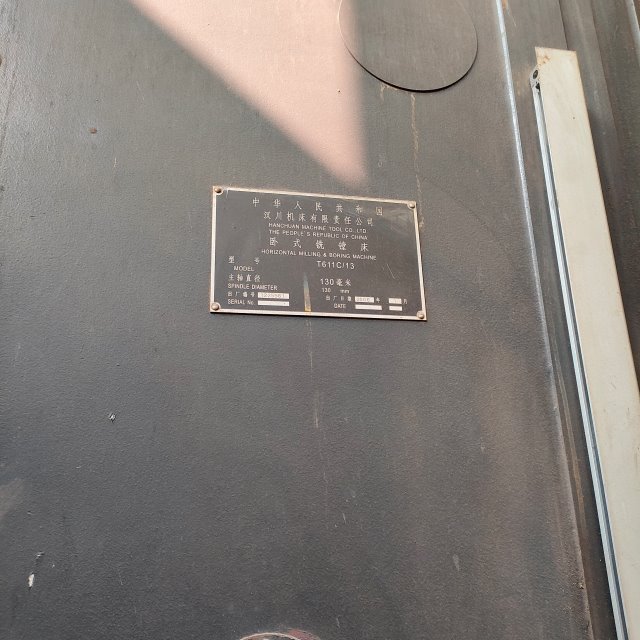 中华人民共和国
汉川机床有限责任公司
HANCHUAN MACHINE TOOL CO.,LTD.
THE PEOPLE'S REPUBLIC OF CHINA
卧式铣镗床
HORIZONTAL MILLING & BORING MACHINE
型 号 MODEL T611C/13
主轴直径 130毫米
SPINDLE DIAMETER 130 mm
出厂编号 出厂日期 年 月
SERIAL No. DATE